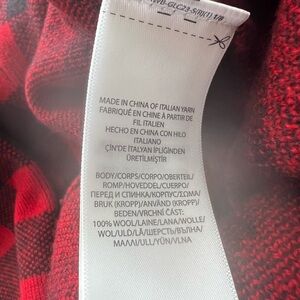 MADE IN CHINA OF ITALIAN YARN
FABRIQUÉ EN CHINE À PARTIR DE
FIL ITALIEN
HECHO EN CHINA CON HILO
ITALIANO
ÇİN'DE İTALYAN İPLİĞİNDEN
ÜRETİLMİŞTİR
BODY/CORPS/CORPO/OBERTEIL/
ROMP/HOVEDDEL/CUERPO/
ПЕРЕД И СПИНКА/КОРПУС/ΣΩΜΑ/
BRUK (KROPP)/ANVÄND (KROPP)/
BEDEN/VRCHNÍ ČÁST:
100% WOOL/LAINE/LANA/WOLLE/
WOL/ULD/LÃ/ШЕРСТЬ/ВЪЛНА/
ΜΑΛΛΙ/ULL/YÜN/VLNA